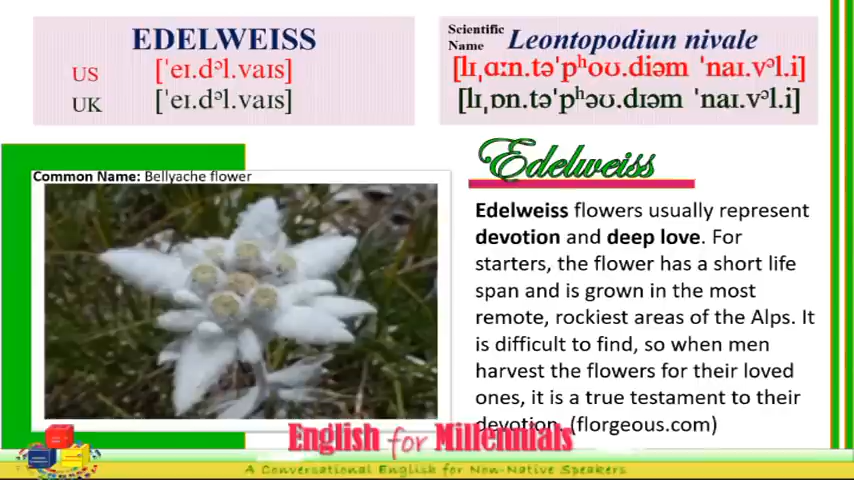 EDELWEISS
US [ˈeɪ.dᵊl.vaɪs]
UK [ˈeɪ.dᵊl.vaɪs]
Scientific Name Leontopodiun nivale
[lɪˌɑːn.təˈpʰoʊ.diəm ˈnaɪ.vᵊl.i]
[lɪˌɒn.təˈpʰəʊ.dɪəm ˈnaɪ.vᵊl.i]
Common Name: Bellyache flower
Edelweiss
Edelweiss flowers usually represent
devotion and deep love. For
starters, the flower has a short life
span and is grown in the most
remote, rockiest areas of the Alps. It
is difficult to find, so when men
harvest the flowers for their loved
ones, it is a true testament to their
devotion. (florgeous.com)
English for Millennials
A Conversational English for Non-Native Speakers